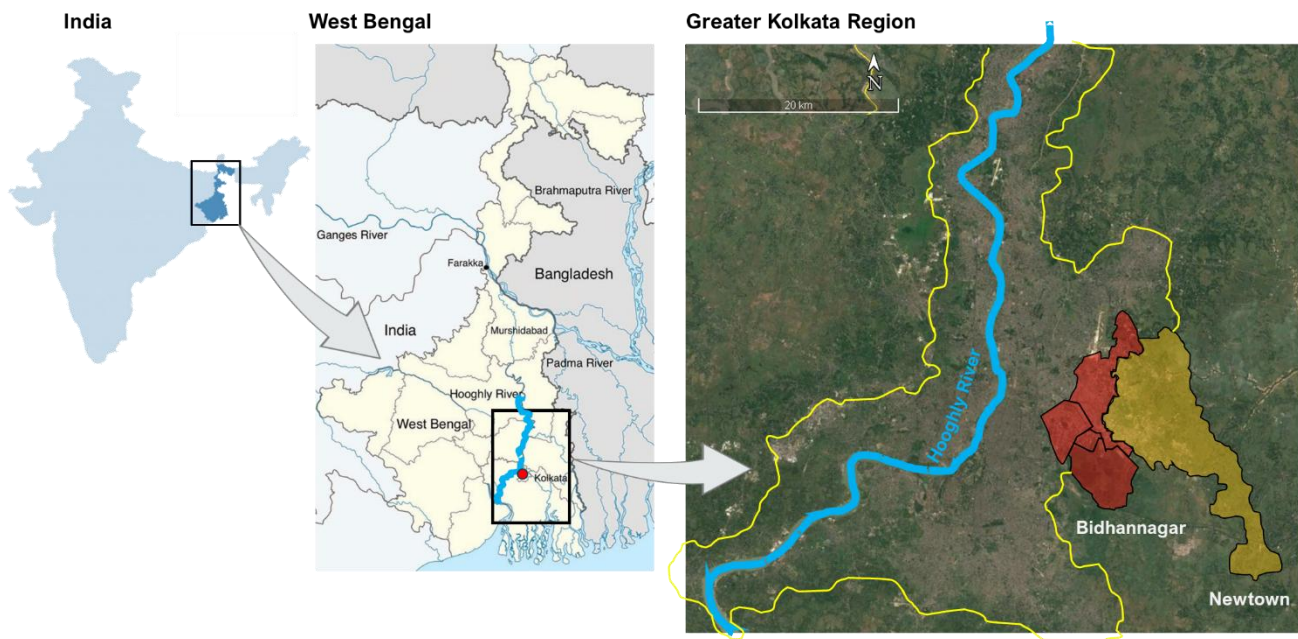 India
West Bengal
Greater Kolkata Region
N
20 km
Brahmaputra River
Ganges River
Farakka
Bangladesh
India
Murshidabad
Padma River
Hooghly River
West Bengal
Kolkata
Hooghly River
Bidhannagar
Newtown